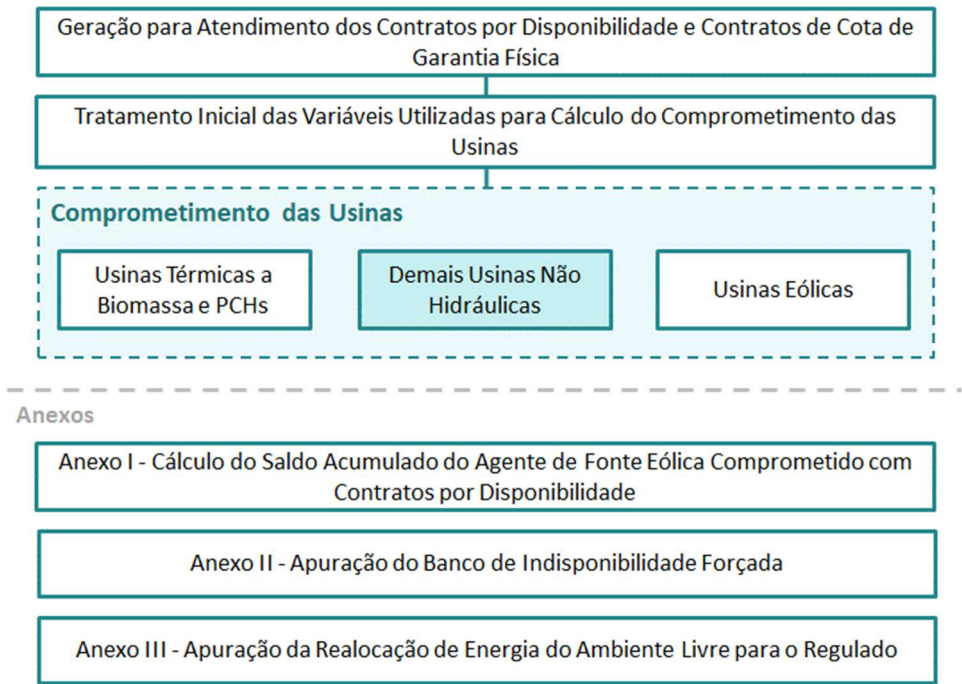 Geração para Atendimento dos Contratos por Disponibilidade e Contratos de Cota de
Garantia Física
Tratamento Inicial das Variáveis Utilizadas para Cálculo do Comprometimento das
Usinas
Comprometimento das Usinas
Usinas Térmicas a
Biomassa e PCHs
Demais Usinas Não
Hidráulicas
Usinas Eólicas
Anexos
Anexo I - Cálculo do Saldo Acumulado do Agente de Fonte Eólica Comprometido com
Contratos por Disponibilidade
Anexo II - Apuração do Banco de Indisponibilidade Forçada
Anexo III - Apuração da Realocação de Energia do Ambiente Livre para o Regulado